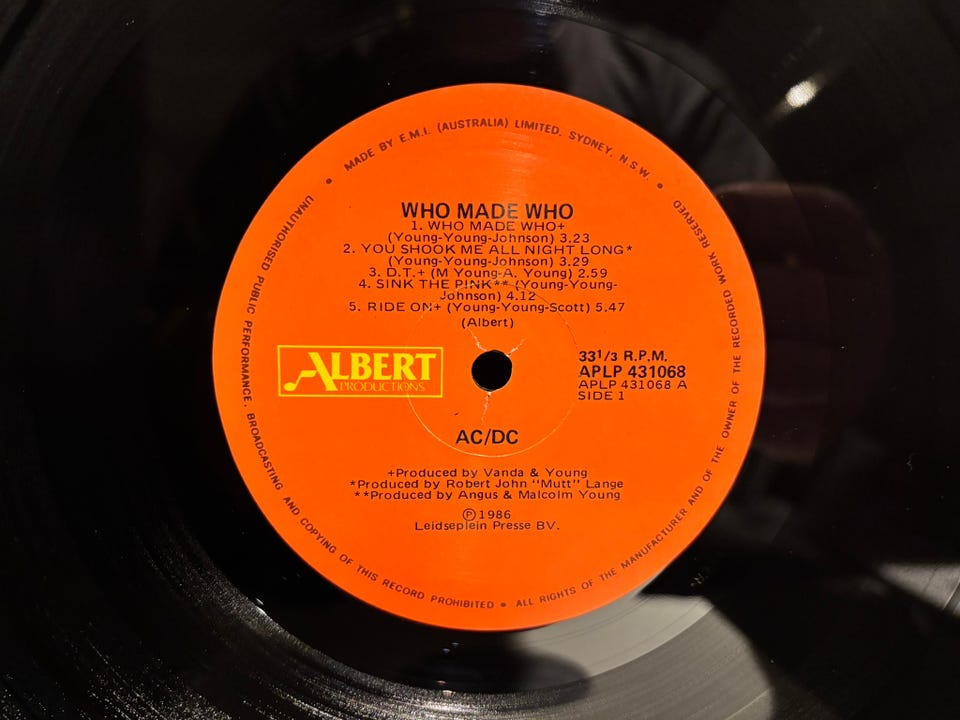 MADE BY E.M.I. (AUSTRALIA) LIMITED, SYDNEY, N.S.W.
WHO MADE WHO
1. WHO MADE WHO+
(Young-Young-Johnson) 3.23
2. YOU SHOOK ME ALL NIGHT LONG*
(Young-Young-Johnson) 3.29
3. D.T.+ (M Young-A. Young) 2.59
4. SINK THE PINK** (Young-Young-
Johnson) 4.12
5. RIDE ON+ (Young-Young-Scott) 5.47
(Albert)
ALBERT
PRODUCTIONS
33 1/3 R.P.M.
APLP 431068
APLP 431068 A
SIDE 1
AC/DC
+Produced by Vanda & Young
*Produced by Robert John "Mutt" Lange
**Produced by Angus & Malcolm Young
Ⓟ1986
Leidseplein Presse BV.
UNAUTHORISED PUBLIC PERFORMANCE, BROADCASTING AND COPYING OF THIS RECORD PROHIBITED • ALL RIGHTS OF THE MANUFACTURER AND OF THE OWNER OF THE RECORDED WORK RESERVED